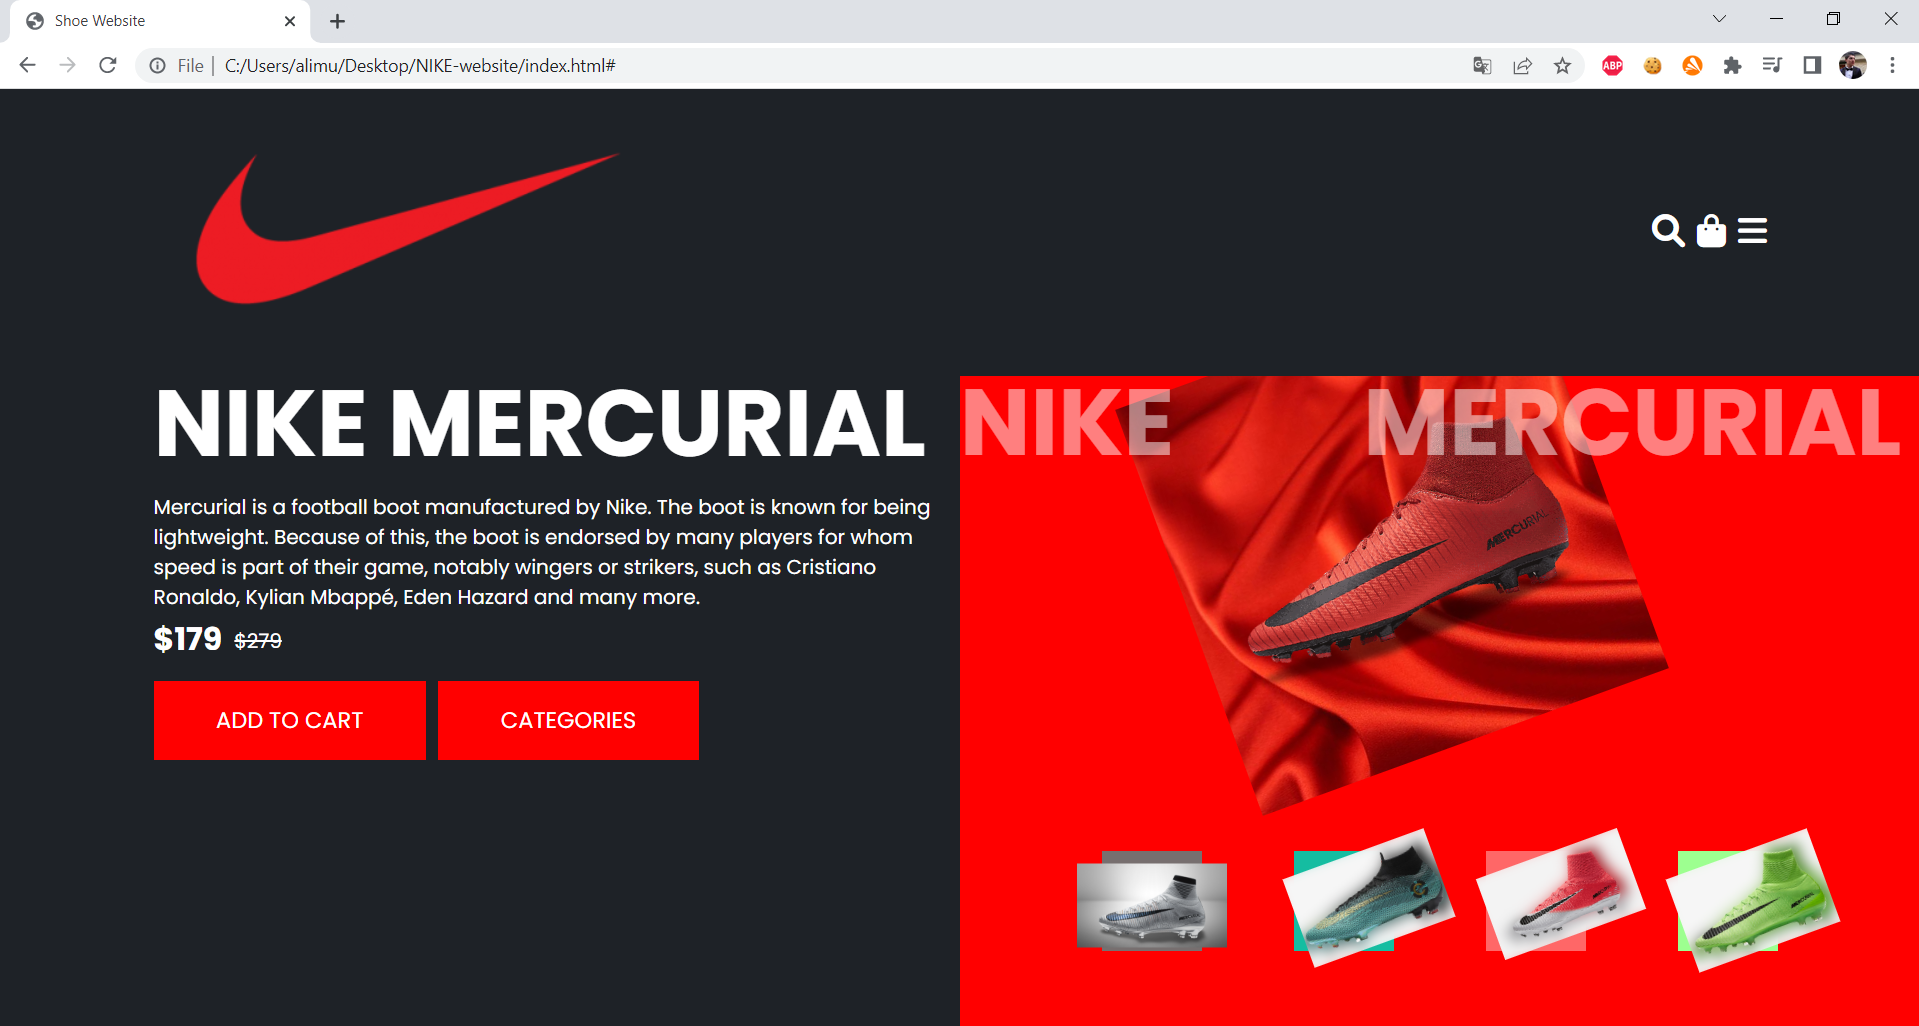 Shoe Website
File
C:/Users/alimu/Desktop/NIKE-website/index.html#
ABP
NIKE MERCURIAL
NIKE MERCURIAL
MERCURIAL
Mercurial is a football boot manufactured by Nike. The boot is known for being
lightweight. Because of this, the boot is endorsed by many players for whom
speed is part of their game, notably wingers or strikers, such as Cristiano
Ronaldo, Kylian Mbappé, Eden Hazard and many more.
$179 $279
ADD TO CART
CATEGORIES